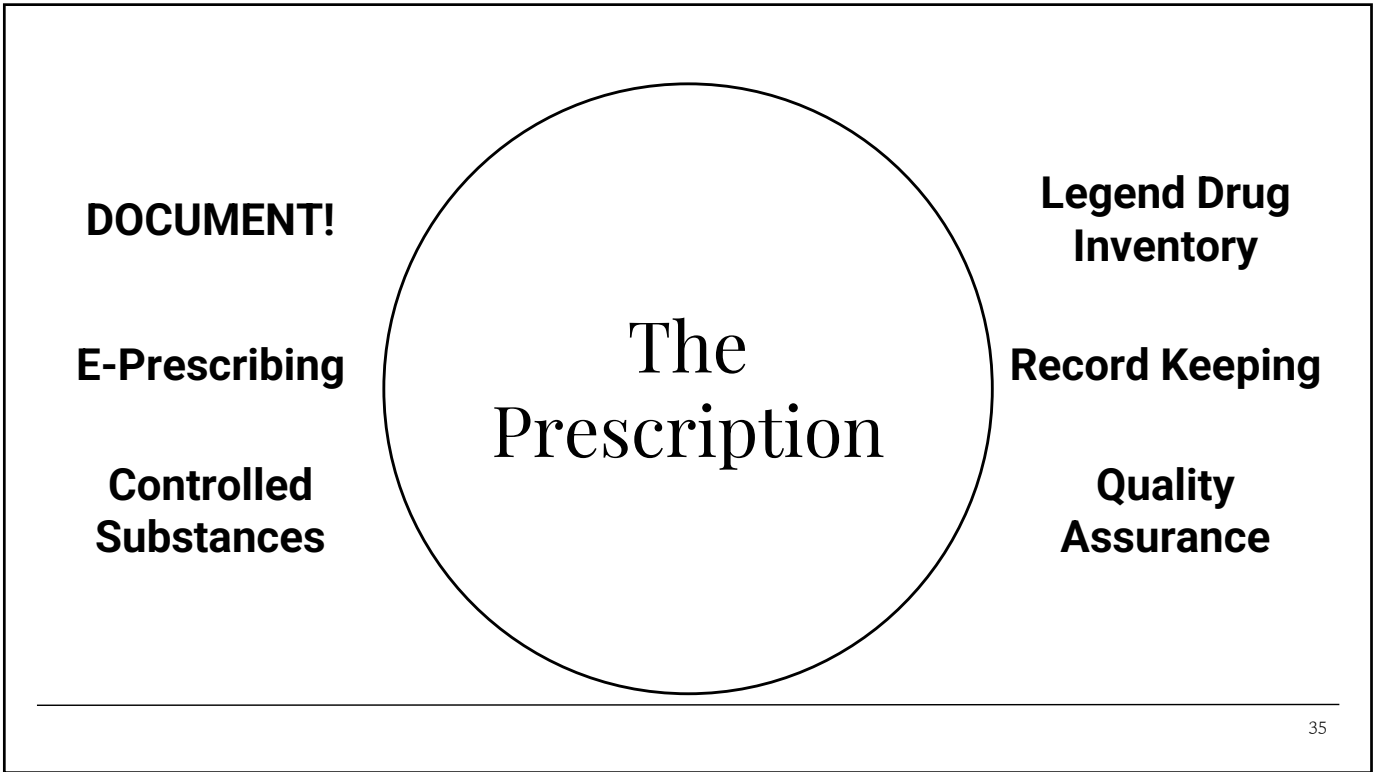 DOCUMENT!
E-Prescribing
Controlled
Substances
The
Prescription
Legend Drug
Inventory
Record Keeping
Quality
Assurance
35